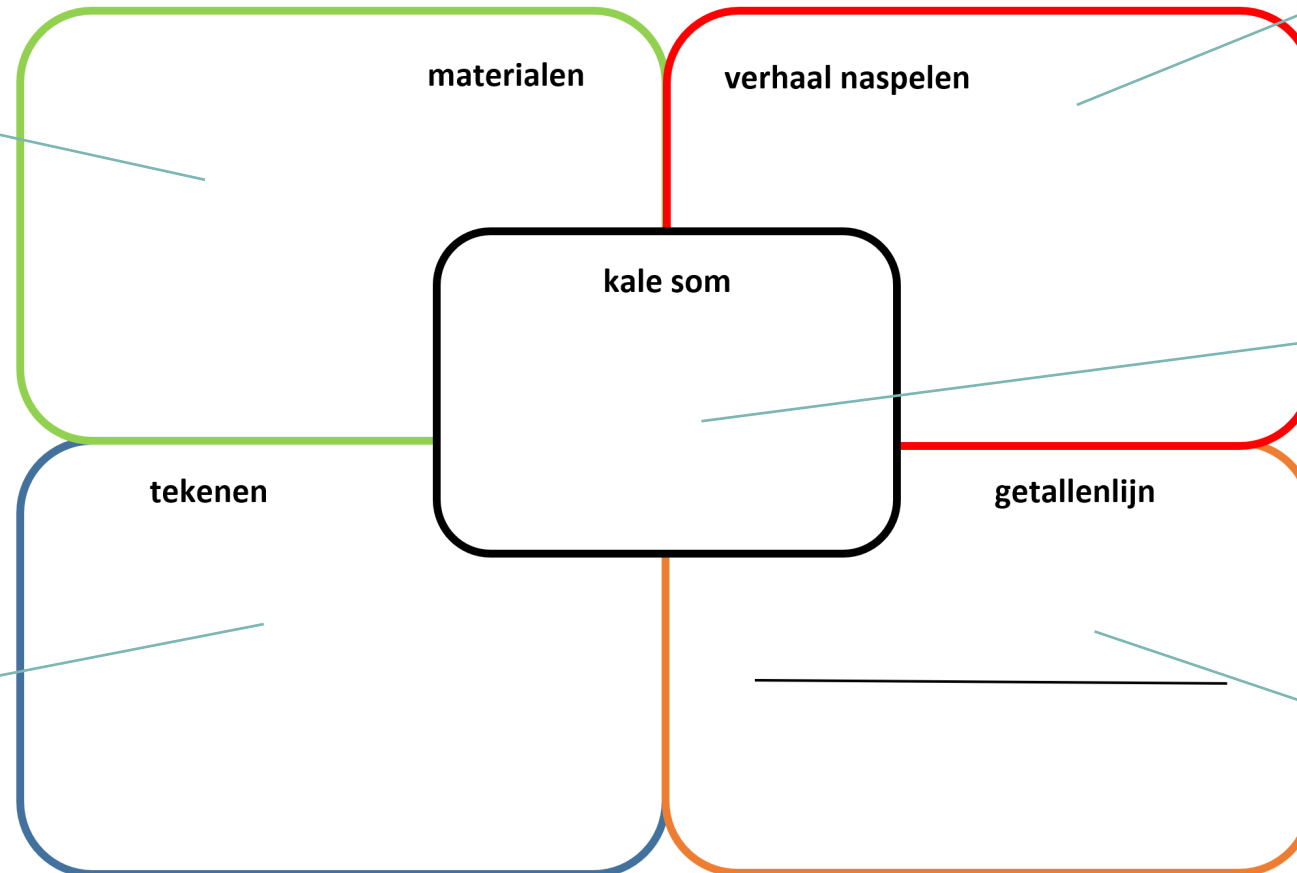 materialen
verhaal naspelen
kale som
tekenen
getallenlijn